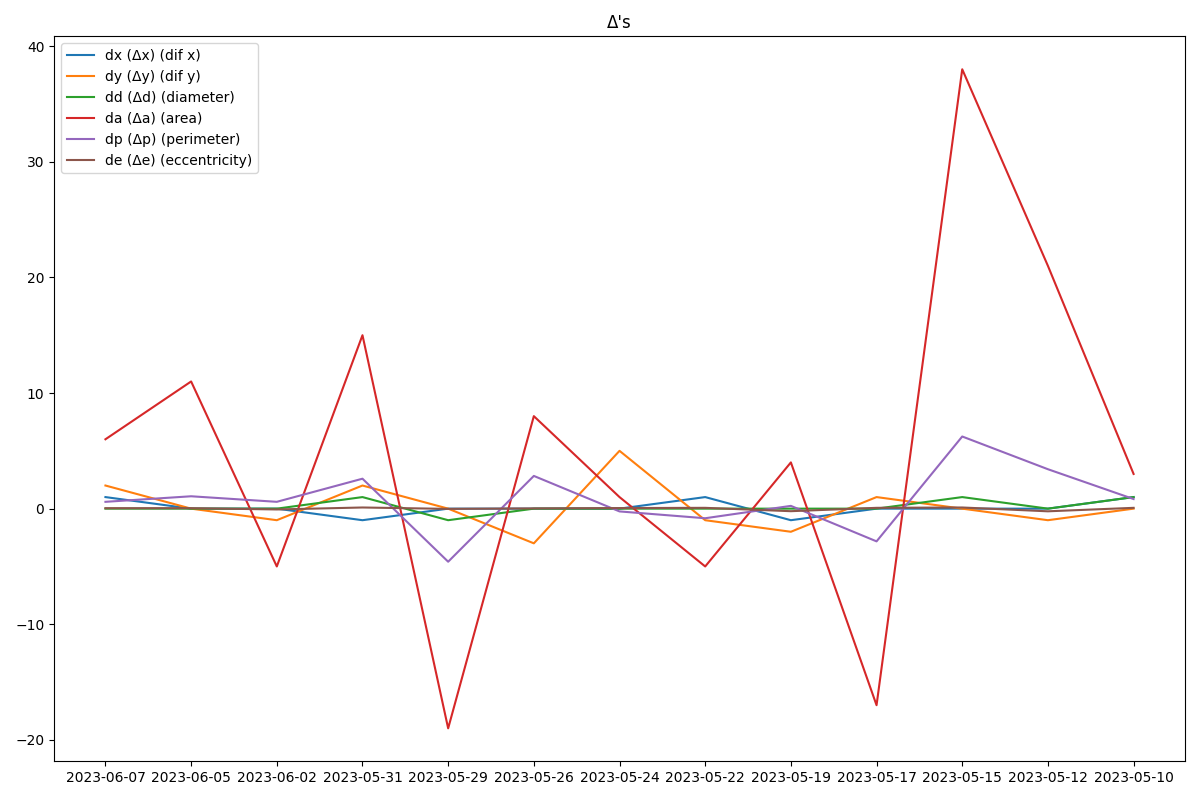 Δ's
dx (Δx) (dif x)
dy (Δy) (dif y)
dd (Δd) (diameter)
da (Δa) (area)
dp (Δp) (perimeter)
de (Δe) (eccentricity)
40
30
20
10
0
−10
−20
2023-06-07 2023-06-05 2023-06-02 2023-05-31 2023-05-29 2023-05-26 2023-05-24 2023-05-22 2023-05-19 2023-05-17 2023-05-15 2023-05-12 2023-05-10